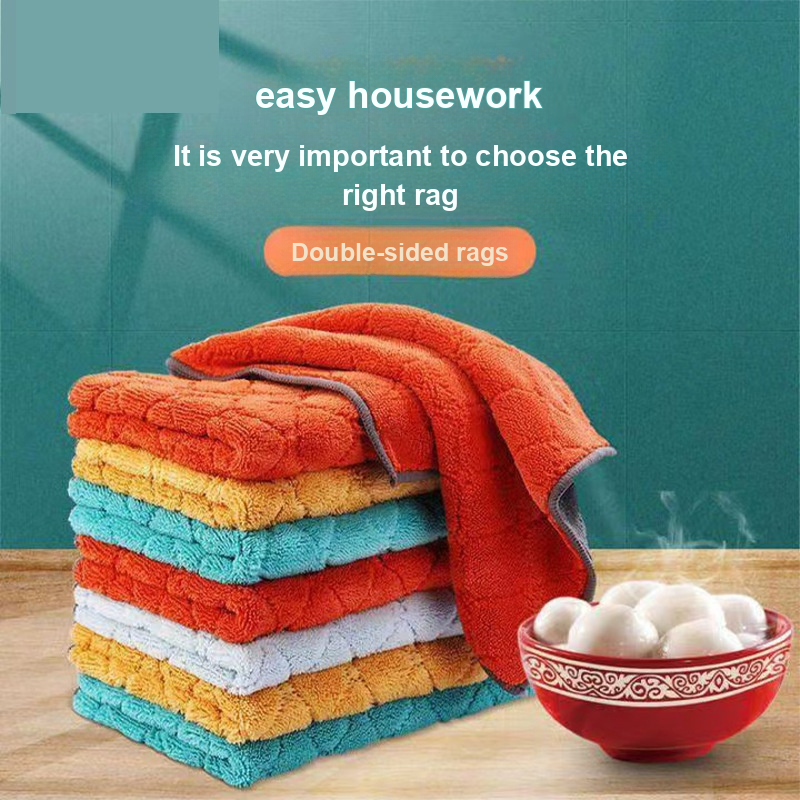 easy housework
It is very important to choose the
right rag
Double-sided rags